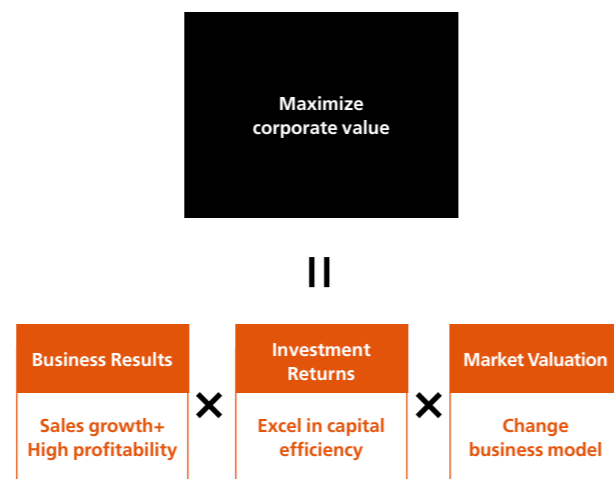 Maximize
corporate value
Business Results
Sales growth+
High profitability
Investment
Returns
Excel in capital
efficiency
Market Valuation
Change
business model